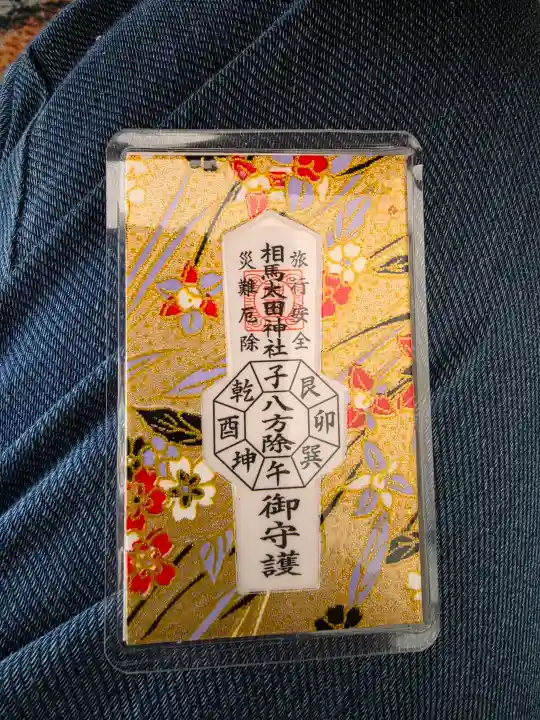 旅行安全
相馬太田神社
災難厄除
子
艮
卯
巽
午
坤
酉
乾
八方除
御守護